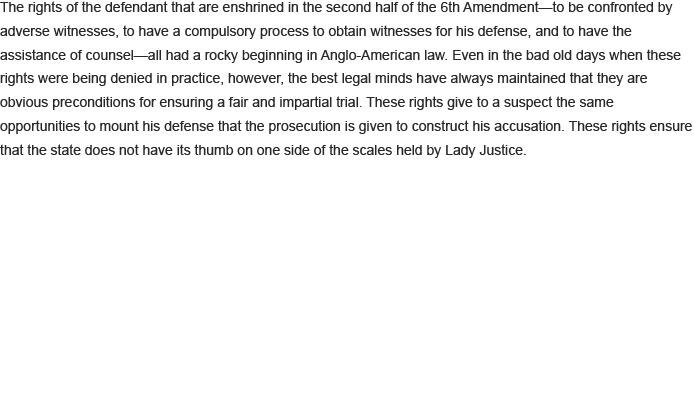 The rights of the defendant that are enshrined in the second half of the 6th Amendment—to be confronted by
adverse witnesses, to have a compulsory process to obtain witnesses for his defense, and to have the
assistance of counsel—all had a rocky beginning in Anglo-American law. Even in the bad old days when these
rights were being denied in practice, however, the best legal minds have always maintained that they are
obvious preconditions for ensuring a fair and impartial trial. These rights give to a suspect the same
opportunities to mount his defense that the prosecution is given to construct his accusation. These rights ensure
that the state does not have its thumb on one side of the scales held by Lady Justice.